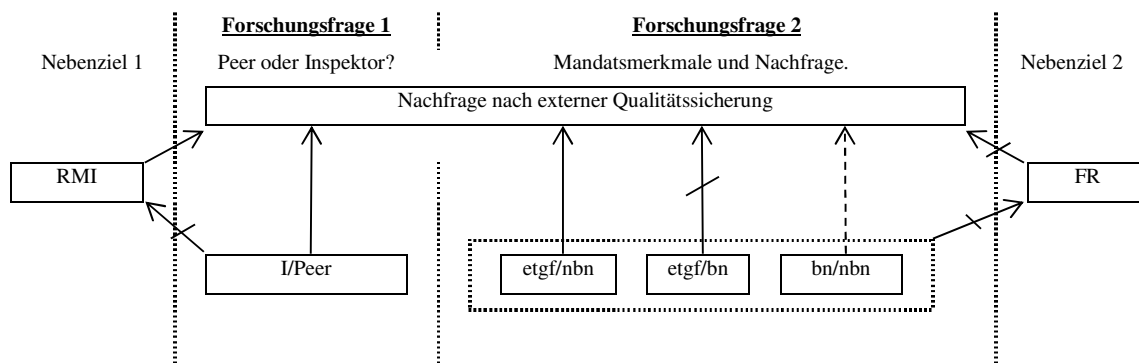 Forschungsfrage 1
Forschungsfrage 2
Nebenziel 1
Peer oder Inspektor?
Mandatsmerkmale und Nachfrage.
Nebenziel 2
Nachfrage nach externer Qualitätssicherung
RMI
FR
I/Peer
etgf/nbn
etgf/bn
bn/nbn